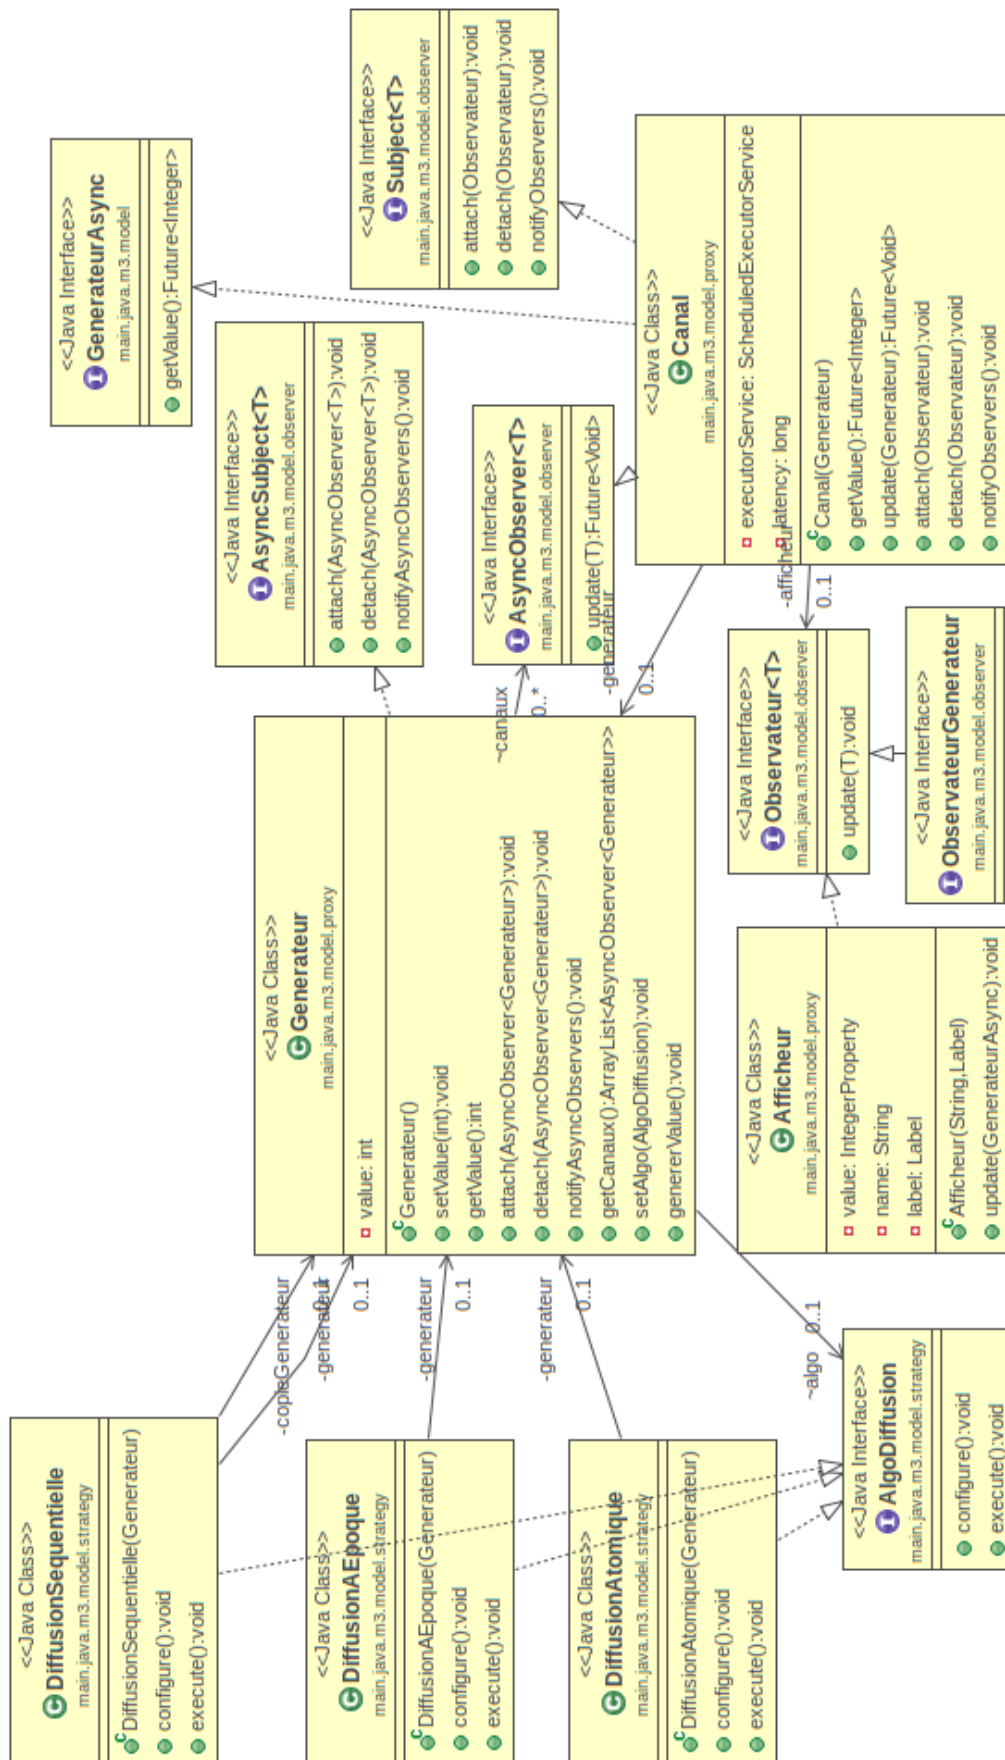 <<Java Class>>
DiffusionSequentielle
main.java.m3.model.strategy
DiffusionSequentielle(Generateur)
configure():void
execute():void
<<Java Class>>
DiffusionAEpoque
main.java.m3.model.strategy
DiffusionAEpoque(Generateur)
configure():void
execute():void
<<Java Class>>
DiffusionAtomique
main.java.m3.model.strategy
DiffusionAtomique(Generateur)
configure():void
execute():void
<<Java Interface>>
AlgoDiffusion
main.java.m3.model.strategy
configure():void
execute():void
-copieGenerateur
0..1
-generateur
0..1
-generateur
0..1
-generateur
0..1
~algo
0..1
<<Java Class>>
Generateur
main.java.m3.model.proxy
value: int
Generateur()
setValue(int):void
getValue():int
attach(AsyncObserver<Generateur>):void
detach(AsyncObserver<Generateur>):void
notifyAsyncObservers():void
getCanaux():ArrayList<AsyncObserver<Generateur>>
setAlgo(AlgoDiffusion):void
genererValue():void
<<Java Class>>
Afficheur
main.java.m3.model.proxy
value: IntegerProperty
name: String
label: Label
Afficheur(String,Label)
update(GenerateurAsync):void
~canaux
0..*
-generateur
0..1
<<Java Interface>>
Observateur<T>
main.java.m3.model.observer
update(T):void
<<Java Interface>>
ObservateurGenerateur
main.java.m3.model.observer
-afficheur
0..1
<<Java Interface>>
AsyncSubject<T>
main.java.m3.model.observer
attach(AsyncObserver<T>):void
detach(AsyncObserver<T>):void
notifyAsyncObservers():void
<<Java Interface>>
AsyncObserver<T>
main.java.m3.model.observer
update(T):Future<Void>
<<Java Interface>>
GenerateurAsync
main.java.m3.model
getValue():Future<Integer>
<<Java Interface>>
Subject<T>
main.java.m3.model.observer
attach(Observateur):void
detach(Observateur):void
notifyObservers():void
<<Java Class>>
Canal
main.java.m3.model.proxy
executorService: ScheduledExecutorService
latency: long
Canal(Generateur)
getValue():Future<Integer>
update(Generateur):Future<Void>
attach(Observateur):void
detach(Observateur):void
notifyObservers():void